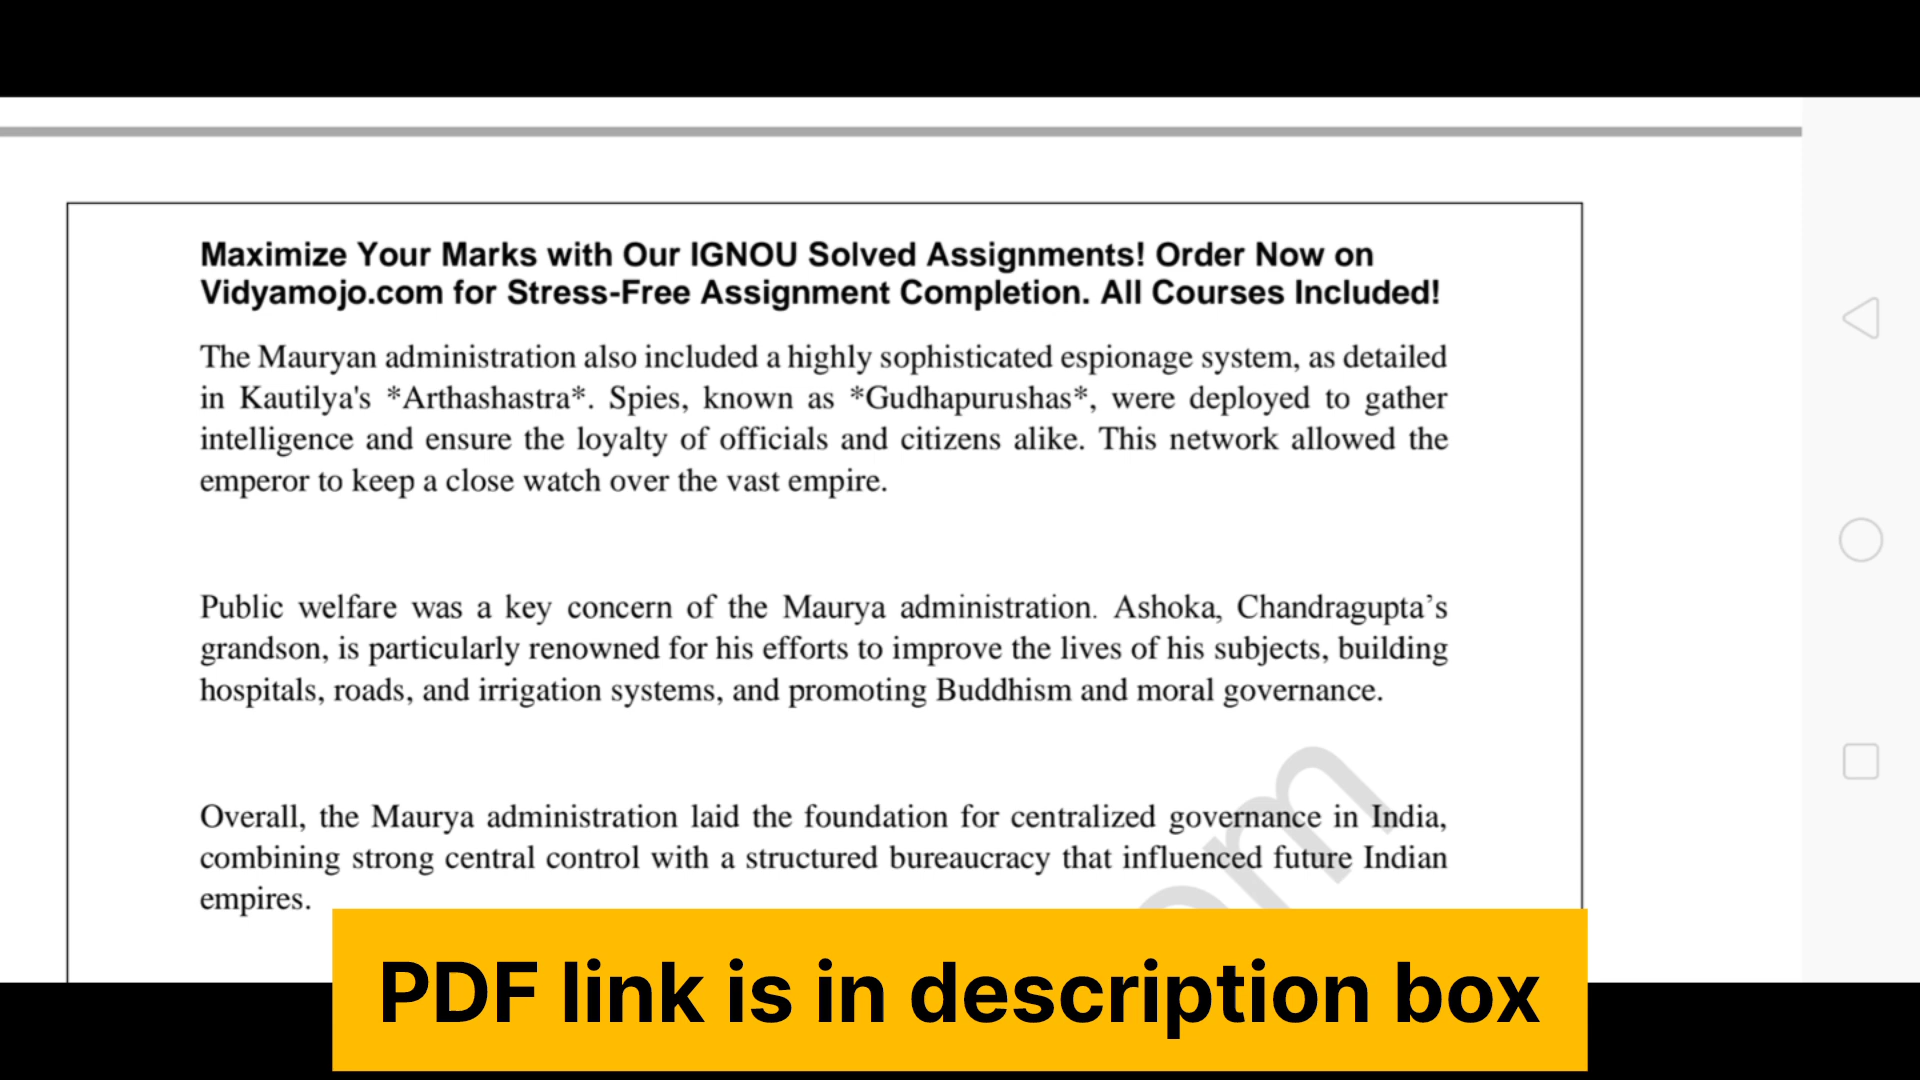 Maximize Your Marks with Our IGNOU Solved Assignments! Order Now on
Vidyamojo.com for Stress-Free Assignment Completion. All Courses Included!
The Mauryan administration also included a highly sophisticated espionage system, as detailed
in Kautilya's *Arthashastra*. Spies, known as *Gudhapurushas*, were deployed to gather
intelligence and ensure the loyalty of officials and citizens alike. This network allowed the
emperor to keep a close watch over the vast empire.
Public welfare was a key concern of the Maurya administration. Ashoka, Chandragupta’s
grandson, is particularly renowned for his efforts to improve the lives of his subjects, building
hospitals, roads, and irrigation systems, and promoting Buddhism and moral governance.
Overall, the Maurya administration laid the foundation for centralized governance in India,
combining strong central control with a structured bureaucracy that influenced future Indian
empires.
PDF link is in description box